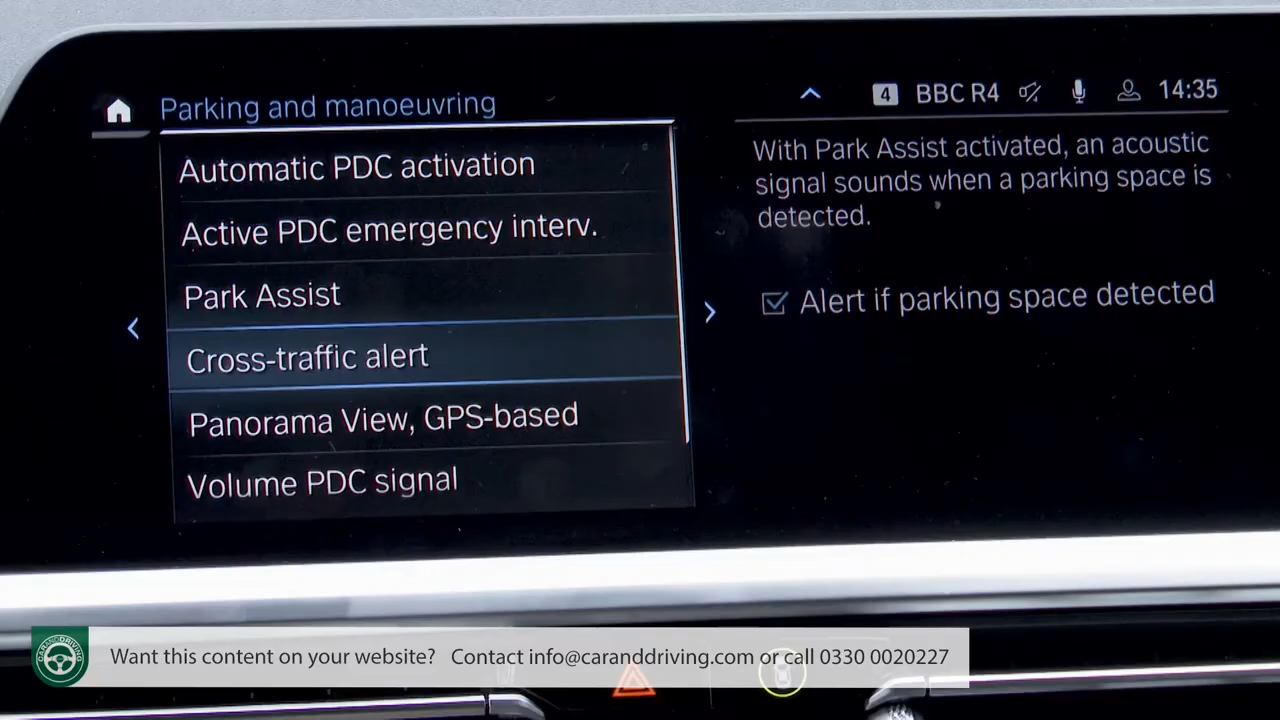 Parking and manoeuvring
4 BBC R4 14:35
Automatic PDC activation
Active PDC emergency interv.
Park Assist
Cross-traffic alert
Panorama View, GPS-based
Volume PDC signal
With Park Assist activated, an acoustic
signal sounds when a parking space is
detected.
Alert if parking space detected
CARANDDRIVING
Want this content on your website? Contact info@caranddriving.com or call 0330 0020227